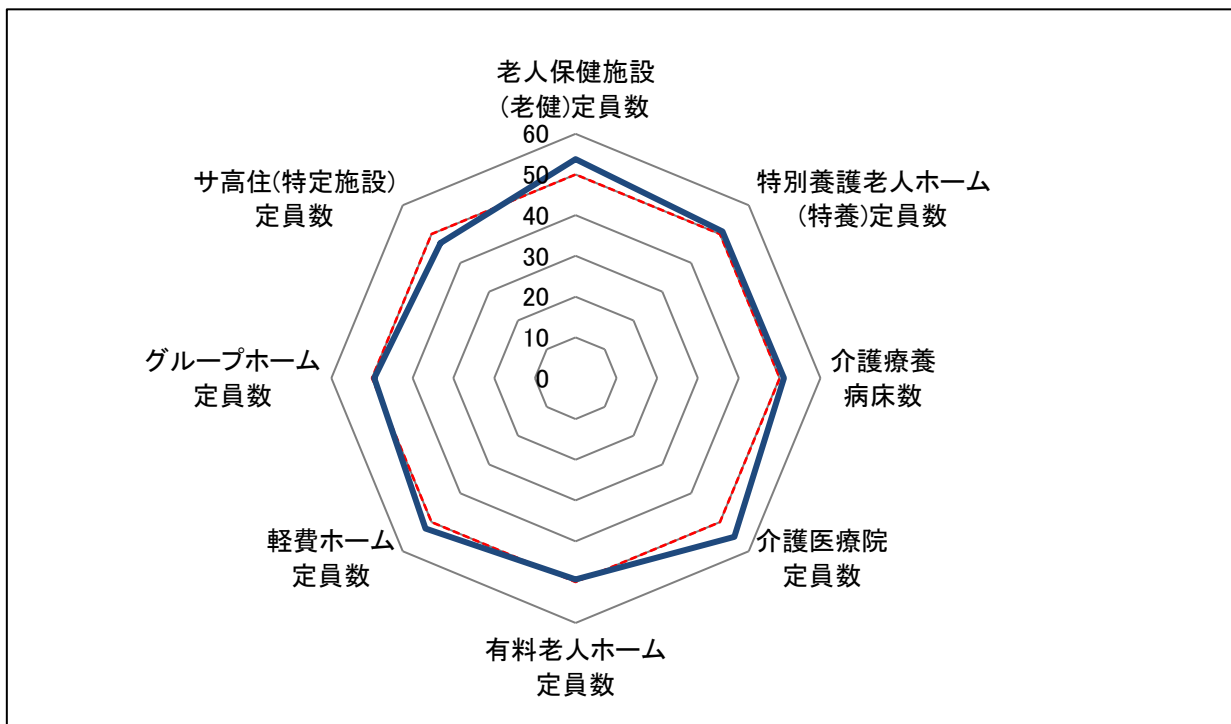 老人保健施設
(老健)定員数
特別養護老人ホーム
(特養)定員数
介護療養
病床数
介護医療院
定員数
有料老人ホーム
定員数
軽費ホーム
定員数
グループホーム
定員数
サ高住(特定施設)
定員数
60
50
40
30
20
10
0